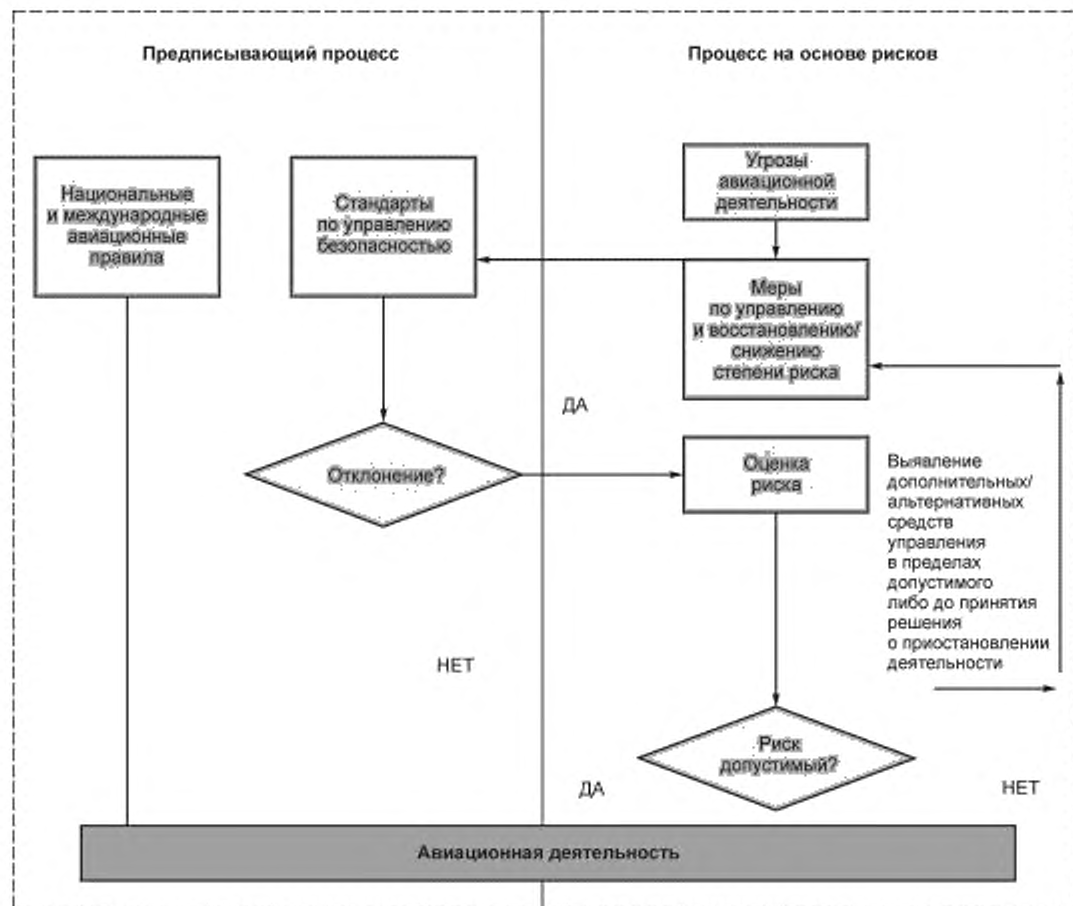 Предписывающий процесс
Процесс на основе рисков
Национальные
и международные
авиационные
правила
Стандарты
по управлению
безопасностью
Угрозы
авиационной
деятельности
Меры
по управлению
и восстановлению/
снижению
степени риска
ДА
Отклонение?
Оценка
риска
Выявление
дополнительных/
альтернативных
средств
управления
в пределах
допустимого
либо до принятия
решения
о приостановлении
деятельности
НЕТ
Риск
допустимый?
ДА
НЕТ
Авиационная деятельность